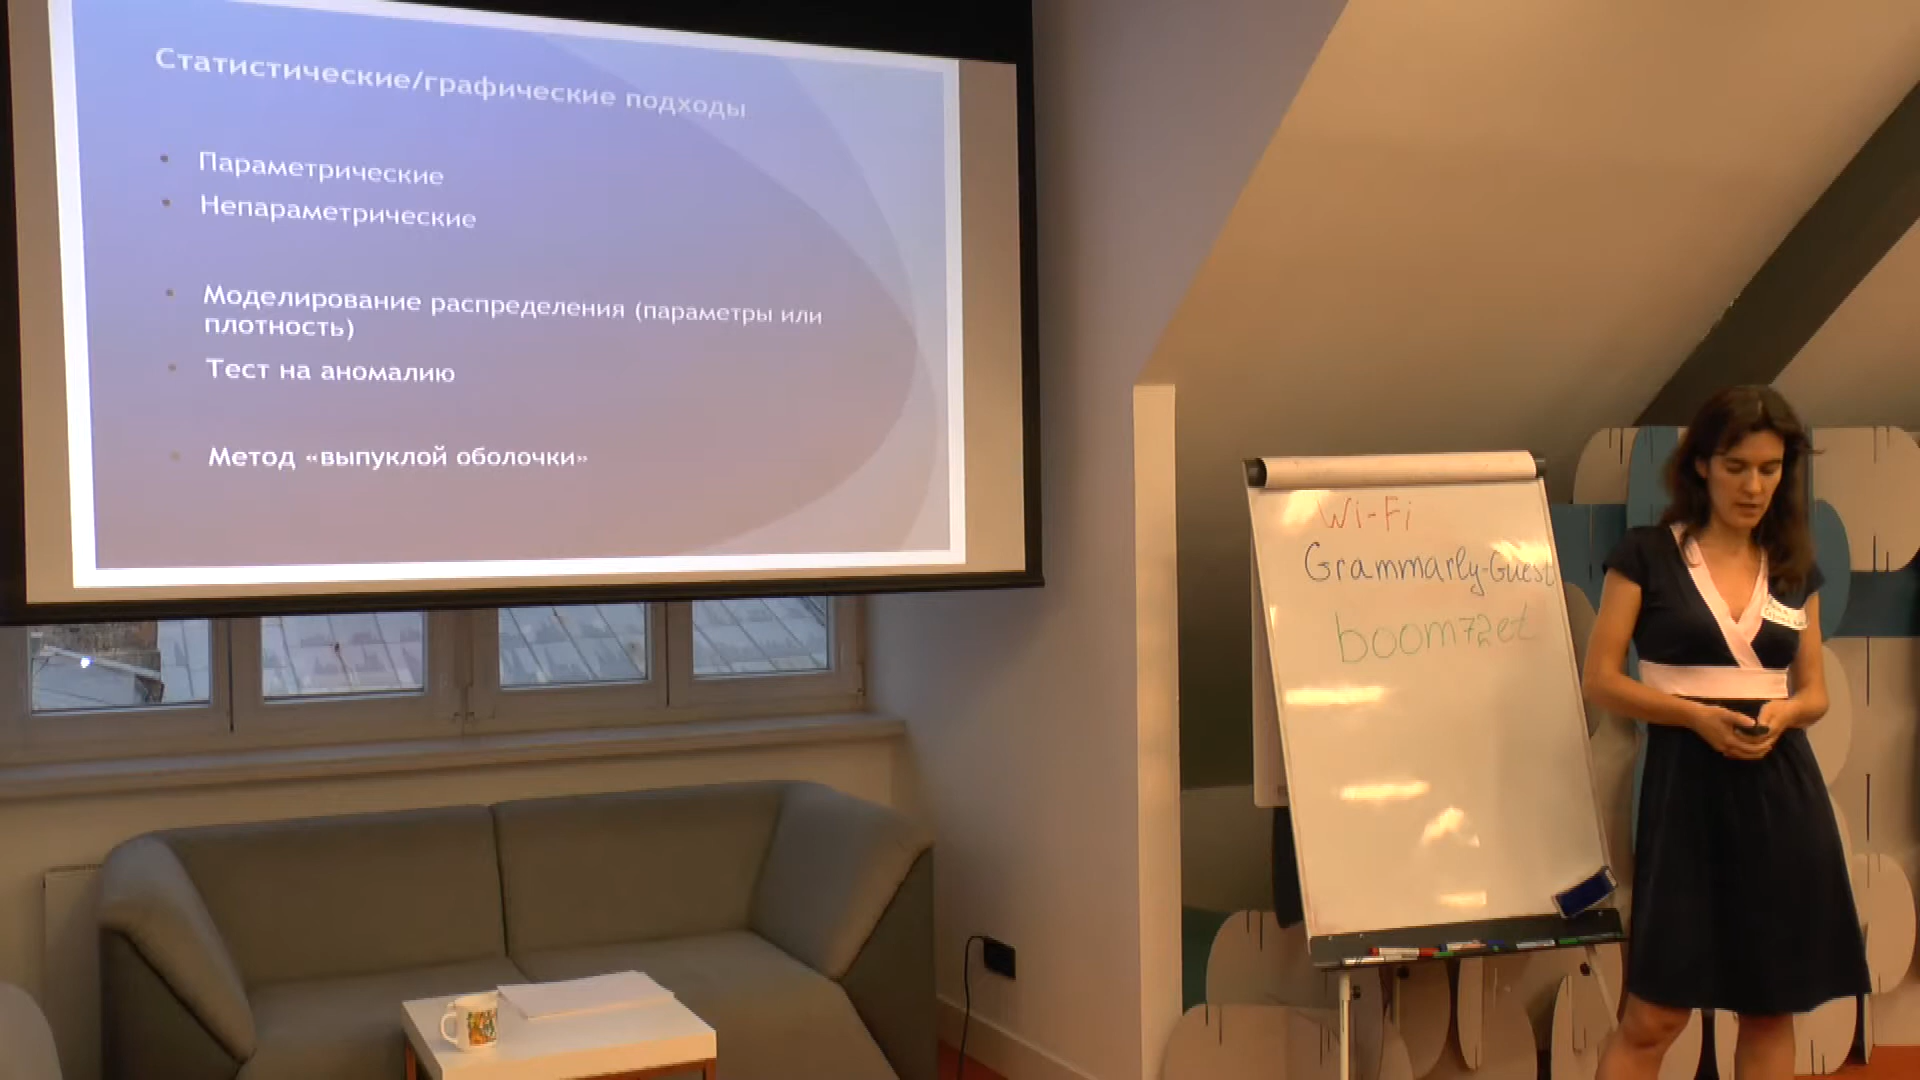 Статистические/графические подходы
• Параметрические
• Непараметрические
• Моделирование распределения (параметры или
плотность)
• Тест на аномалию
• Метод «выпуклой оболочки»
Wi-Fi
Grammarly-Guest
boom72et